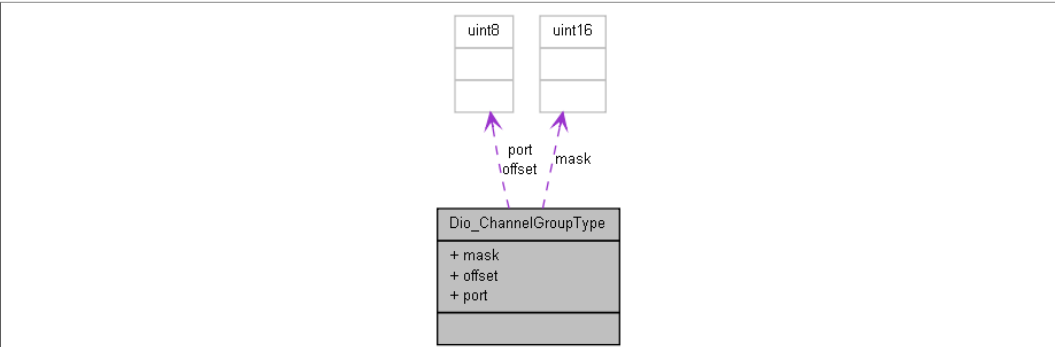 uint8
uint16
port
offset
mask
Dio_ChannelGroupType
+ mask
+ offset
+ port